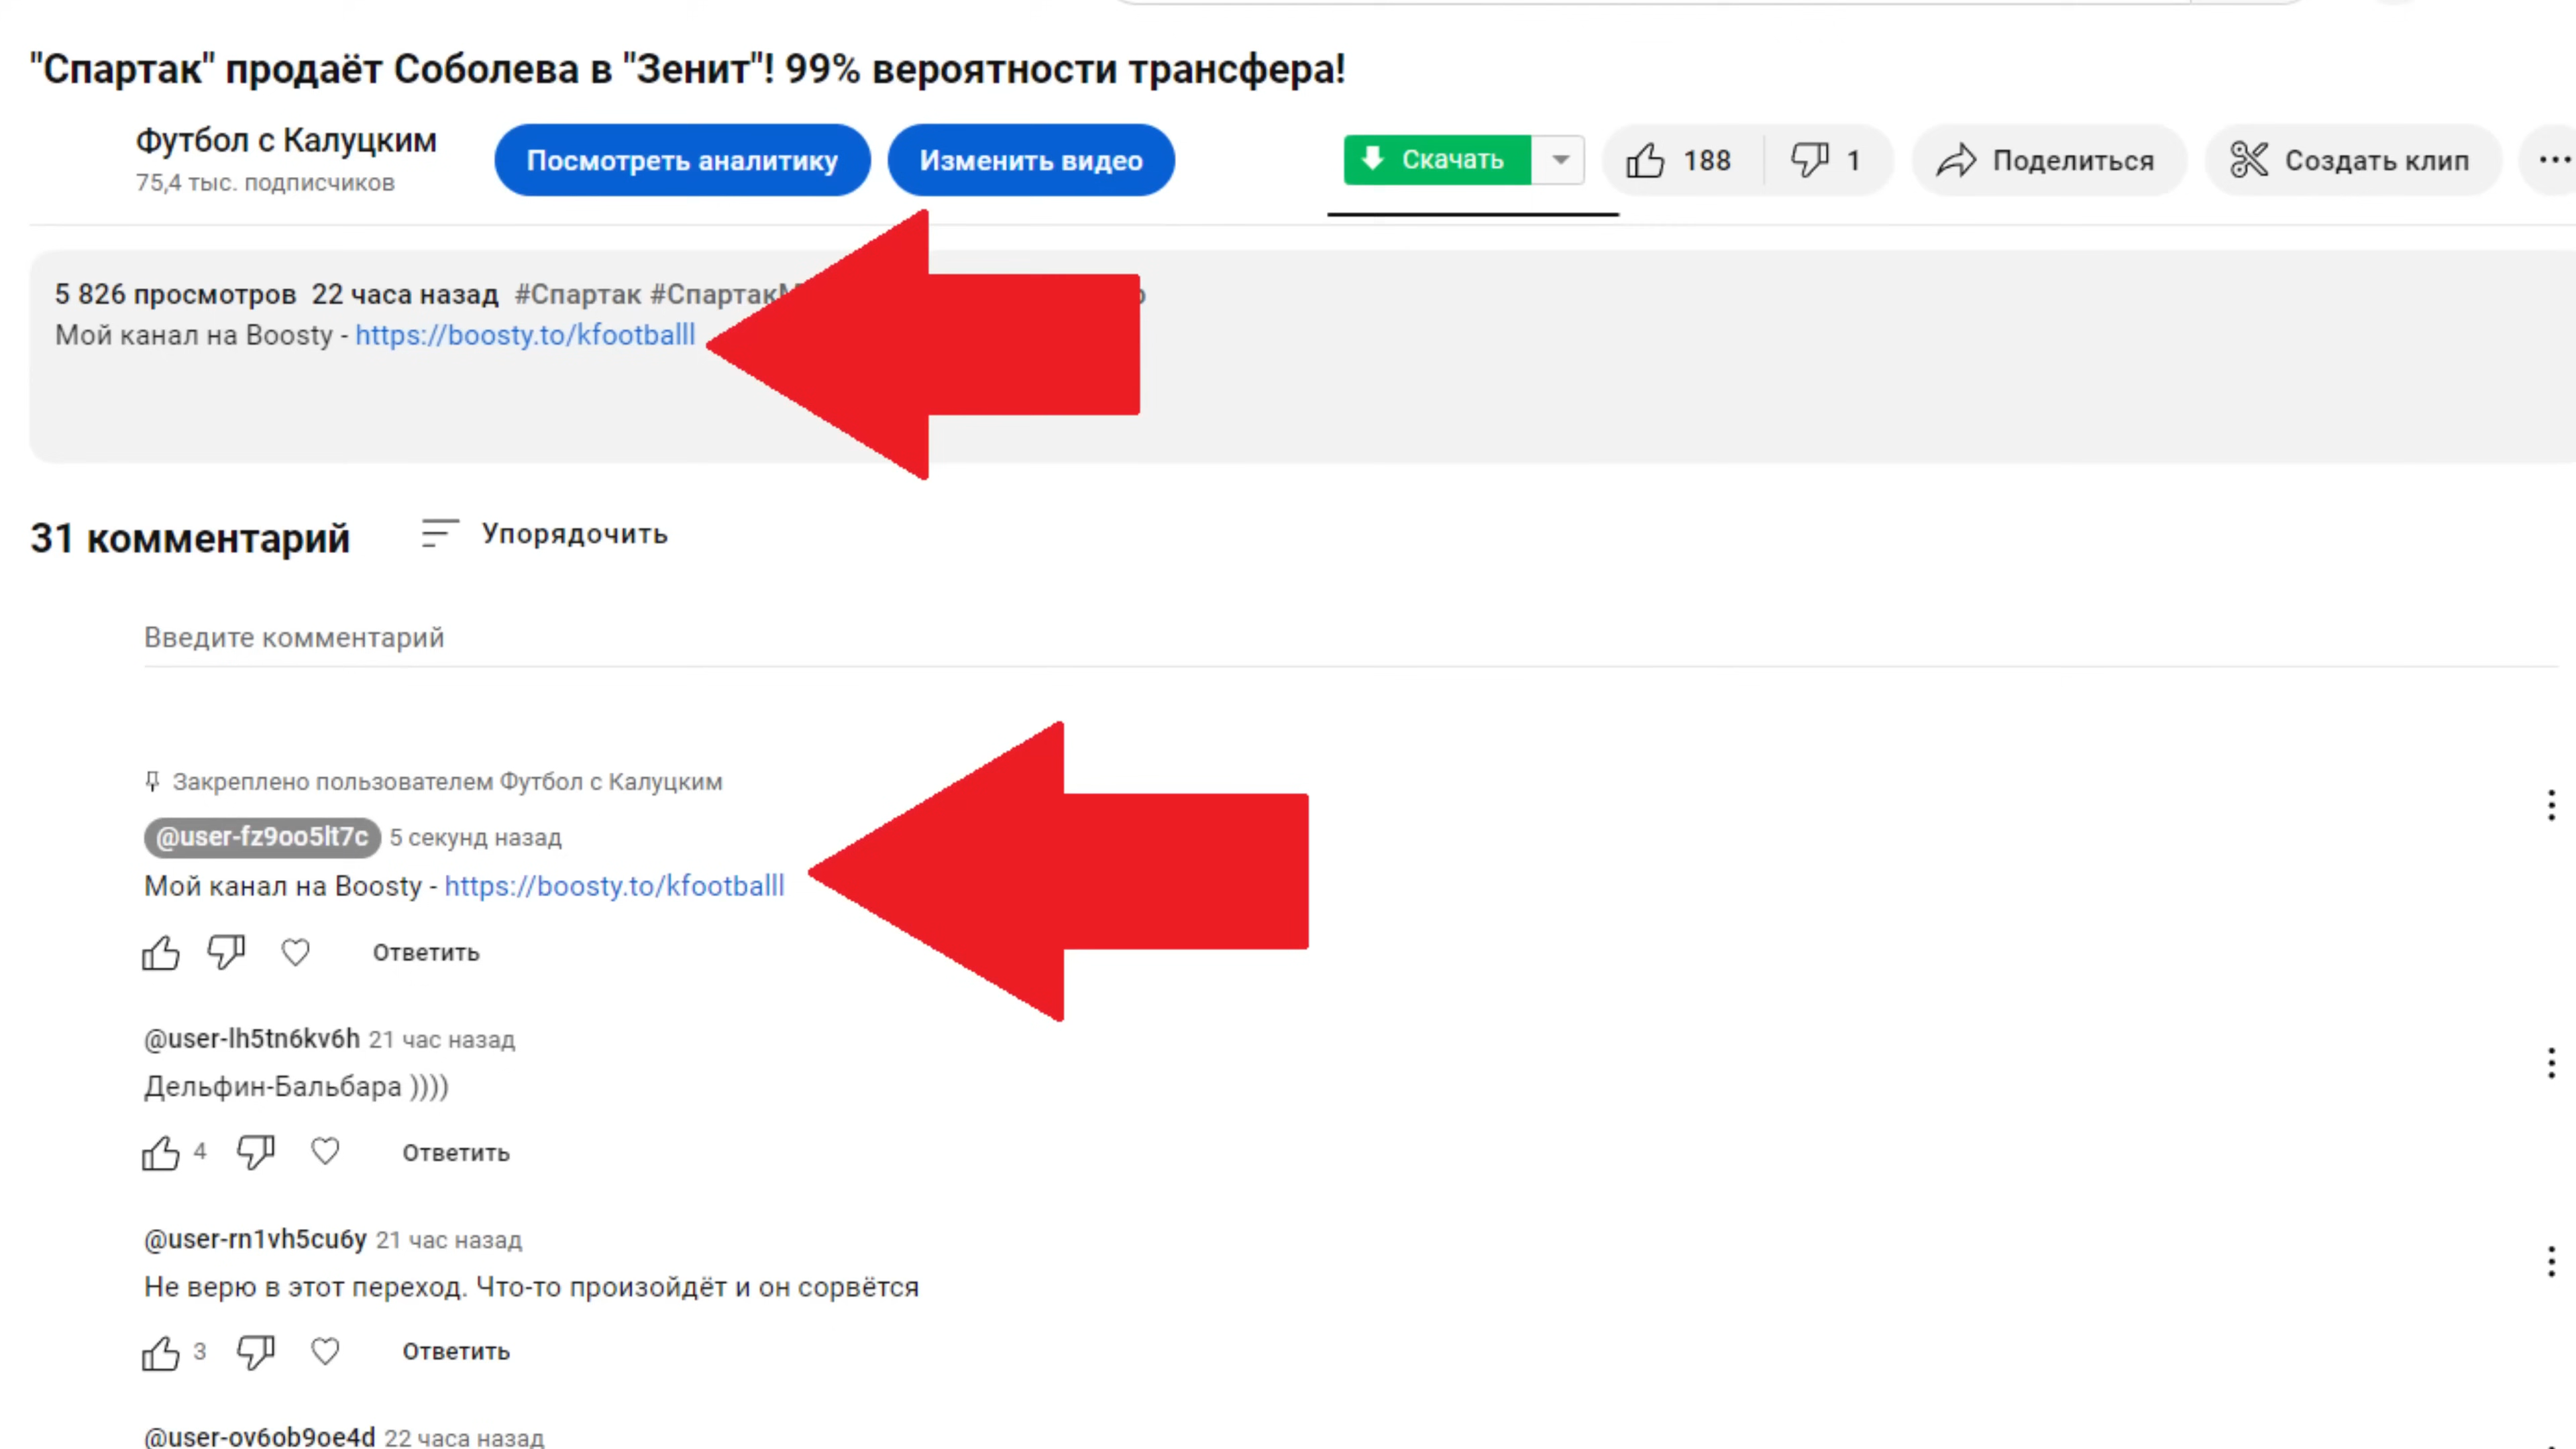 "Спартак" продаёт Соболева в "Зенит"! 99% вероятности трансфера!
Футбол с Калуцким
75,4 тыс. подписчиков
Посмотреть аналитику
Изменить видео
Скачать
188
1
Поделиться
Создать клип
5 826 просмотров 22 часа назад #Спартак
Мой канал на Boosty - https://boosty.to/kfootballl
31 комментарий
Упорядочить
Введите комментарий
Закреплено пользователем Футбол с Калуцким
@user-fz9oo5lt7c 5 секунд назад
Мой канал на Boosty - https://boosty.to/kfootballl
Ответить
@user-lh5tn6kv6h 21 час назад
Дельфин-Бальбара ))))
4
Ответить
@user-rn1vh5cu6y 21 час назад
Не верю в этот переход. Что-то произойдёт и он сорвётся
3
Ответить
@user-ov6ob9oe4d 22 часа назад